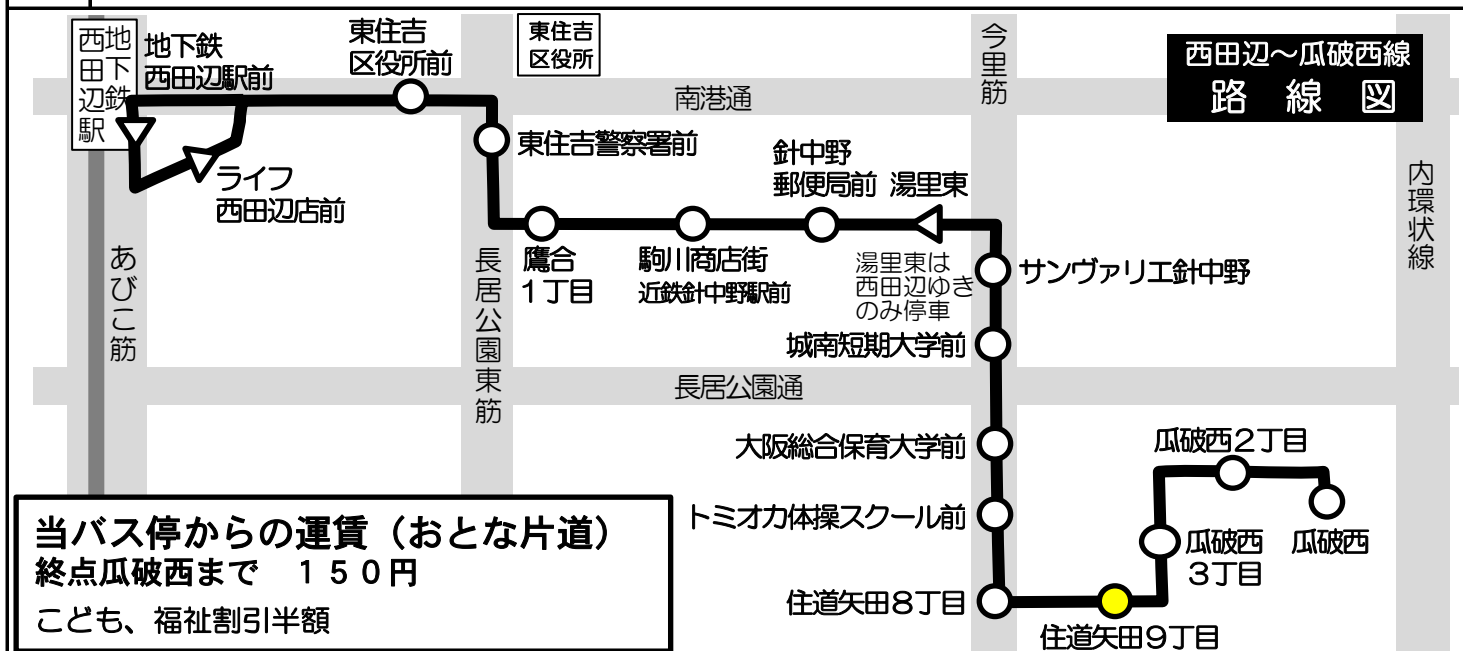 西田辺~瓜破西線
路線図
地下鉄
西田辺駅
地下鉄
西田辺駅前
東住吉
区役所前
東住吉
区役所
南港通
今里筋
内環状線
東住吉警察署前
ライフ
西田辺店前
針中野
郵便局前
湯里東
あびこ筋
長居公園東筋
鷹合
1丁目
駒川商店街
近鉄針中野駅前
湯里東は
西田辺ゆき
のみ停車
サンヴァリエ針中野
城南短期大学前
長居公園通
大阪総合保育大学前
瓜破西2丁目
トミオカ体操スクール前
瓜破西
3丁目
瓜破西
住道矢田8丁目
住道矢田9丁目
当バス停からの運賃(おとな片道)
終点瓜破西まで 150円
こども、福祉割引半額